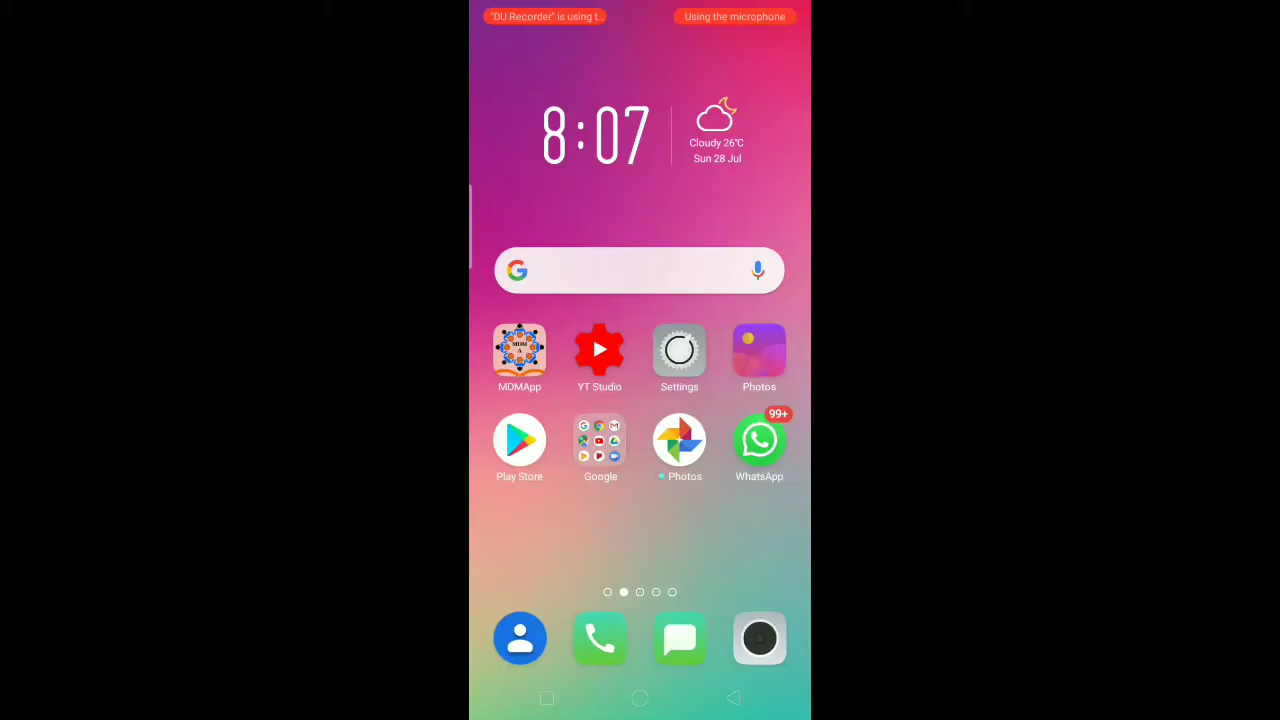 "DU Recorder" is using t...
Using the microphone
8:07
Cloudy 26°C
Sun 28 Jul
MDM
A
MDMApp
YT Studio
Settings
Photos
99+
Play Store
Google
Photos
WhatsApp